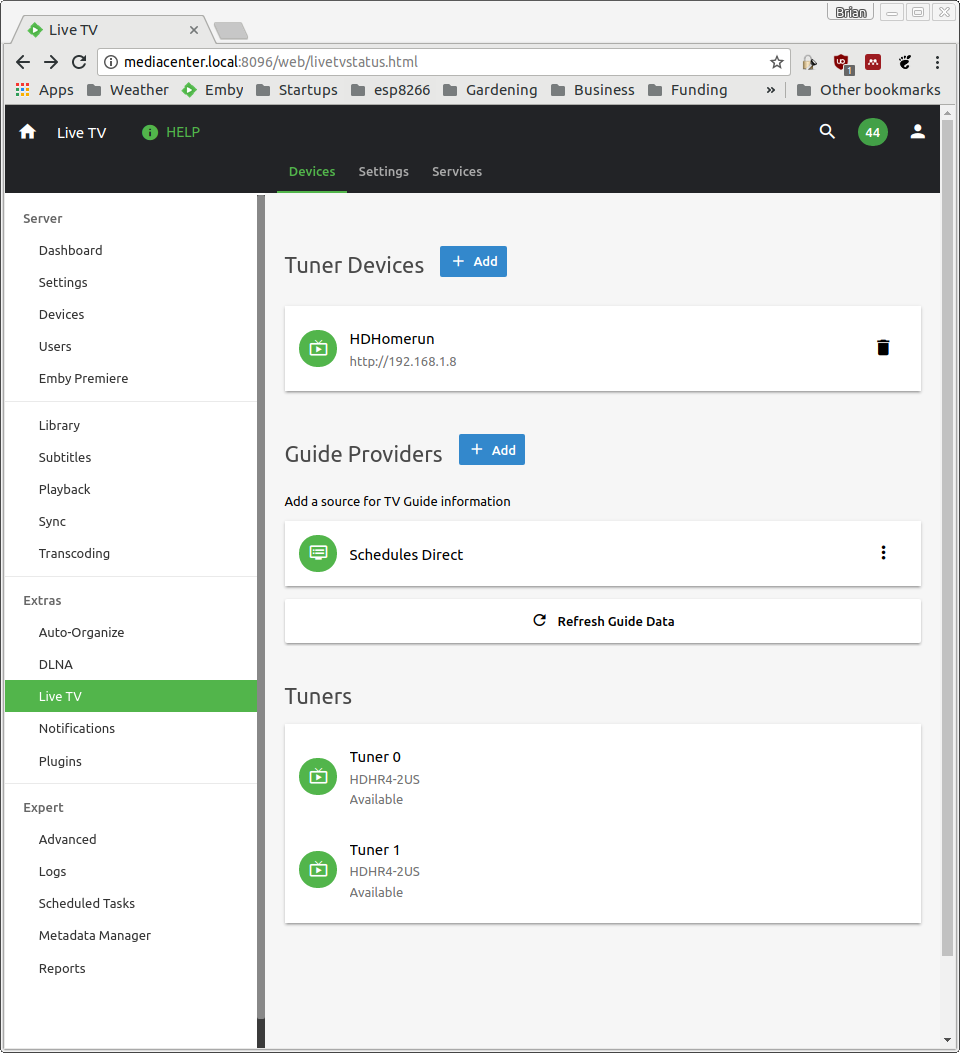 Brian
Live TV
mediacenter.local:8096/web/livetvstatus.html
1
Apps Weather Emby Startups esp8266 Gardening Business Funding » Other bookmarks
Live TV HELP 44
Devices Settings Services
Server
Dashboard
Settings
Devices
Users
Emby Premiere
Library
Subtitles
Playback
Sync
Transcoding
Extras
Auto-Organize
DLNA
Live TV
Notifications
Plugins
Expert
Advanced
Logs
Scheduled Tasks
Metadata Manager
Reports
Tuner Devices + Add
HDHomerun
http://192.168.1.8
Guide Providers + Add
Add a source for TV Guide information
Schedules Direct
Refresh Guide Data
Tuners
Tuner 0
HDHR4-2US
Available
Tuner 1
HDHR4-2US
Available